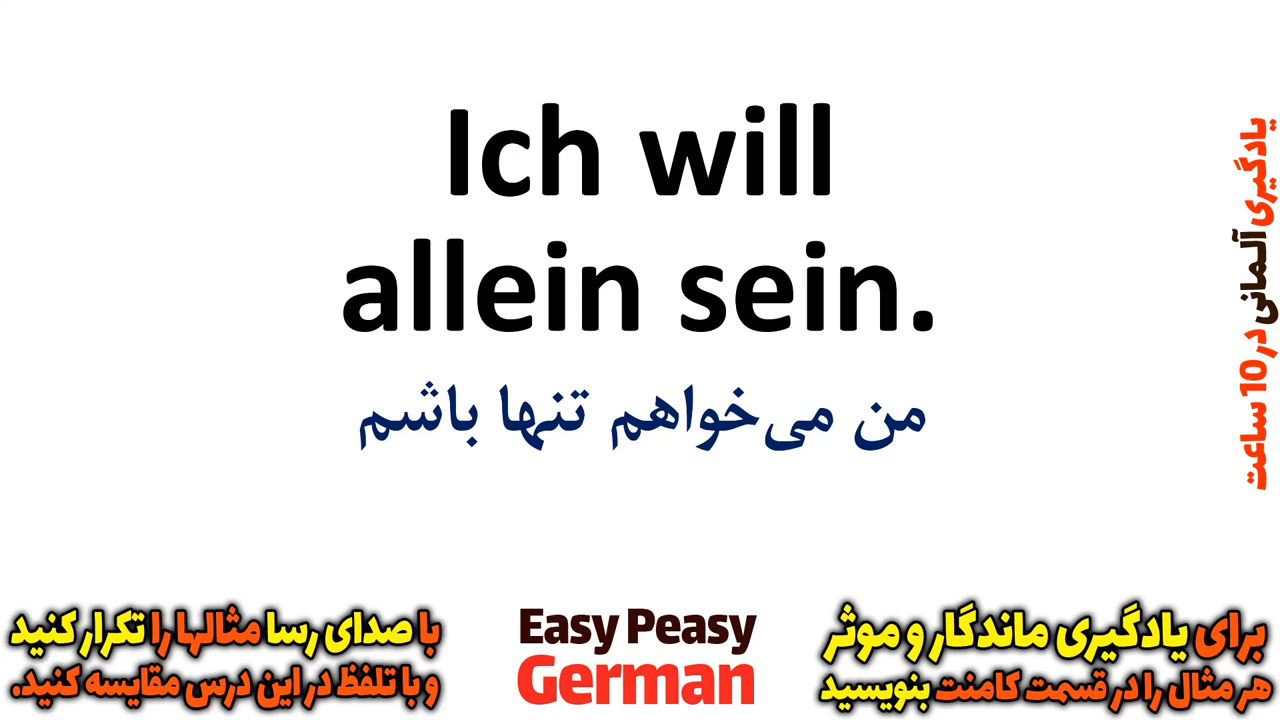 Ich will
allein sein.
من می‌خواهم تنها باشم
یادگیری آلمانی در 10 ساعت
با صدای رسا مثالها را تکرار کنید
و با تلفظ در این درس مقایسه کنید.
Easy Peasy
German
برای یادگیری ماندگار و موثر
هر مثال را در قسمت کامنت بنویسید